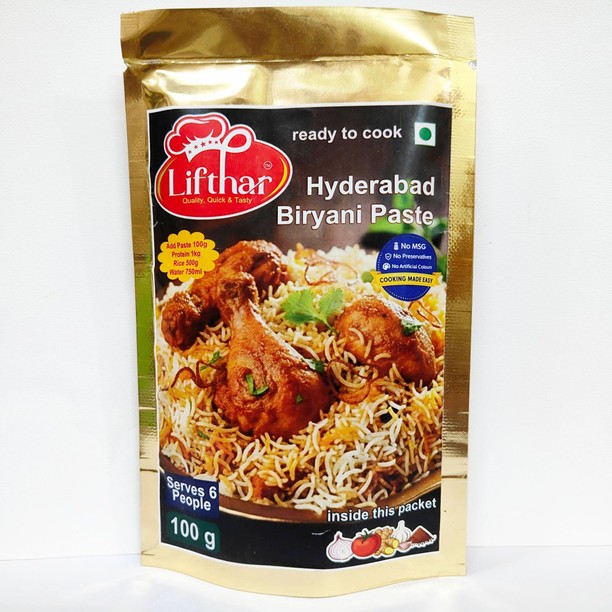 ready to cook
Lifthar
TM
Quality, Quick & Tasty
Hyderabad
Biryani Paste
Add Paste 100g
Protein 1kg
Rice 500g
Water 750ml
No MSG
No Preservatives
No Artificial Colours
COOKING MADE EASY
Serves 6
People
100 g
inside this packet